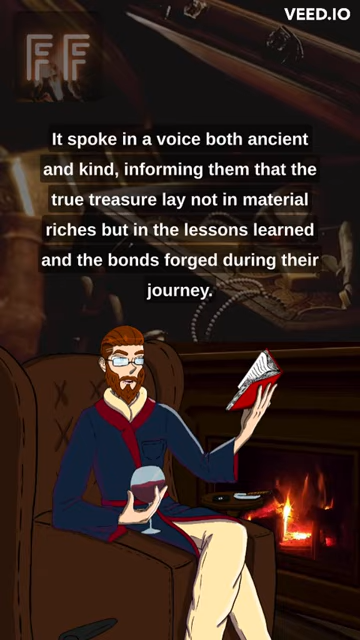 VEED.IO
FF
It spoke in a voice both ancient
and kind, informing them that the
true treasure lay not in material
riches but in the lessons learned
and the bonds forged during their
journey.